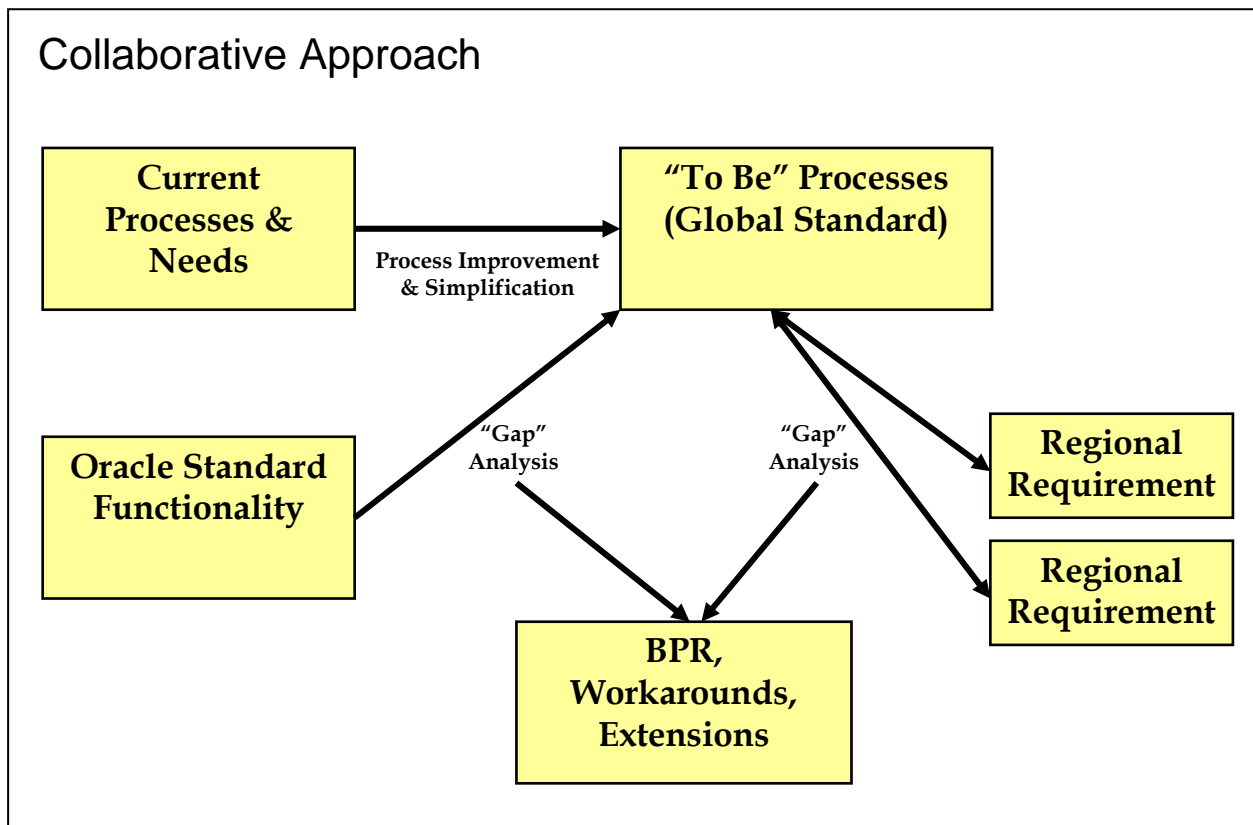 Collaborative Approach
Current
Processes &
Needs
“To Be” Processes
(Global Standard)
Process Improvement
& Simplification
Oracle Standard
Functionality
“Gap”
Analysis
“Gap”
Analysis
Regional
Requirement
Regional
Requirement
BPR,
Workarounds,
Extensions